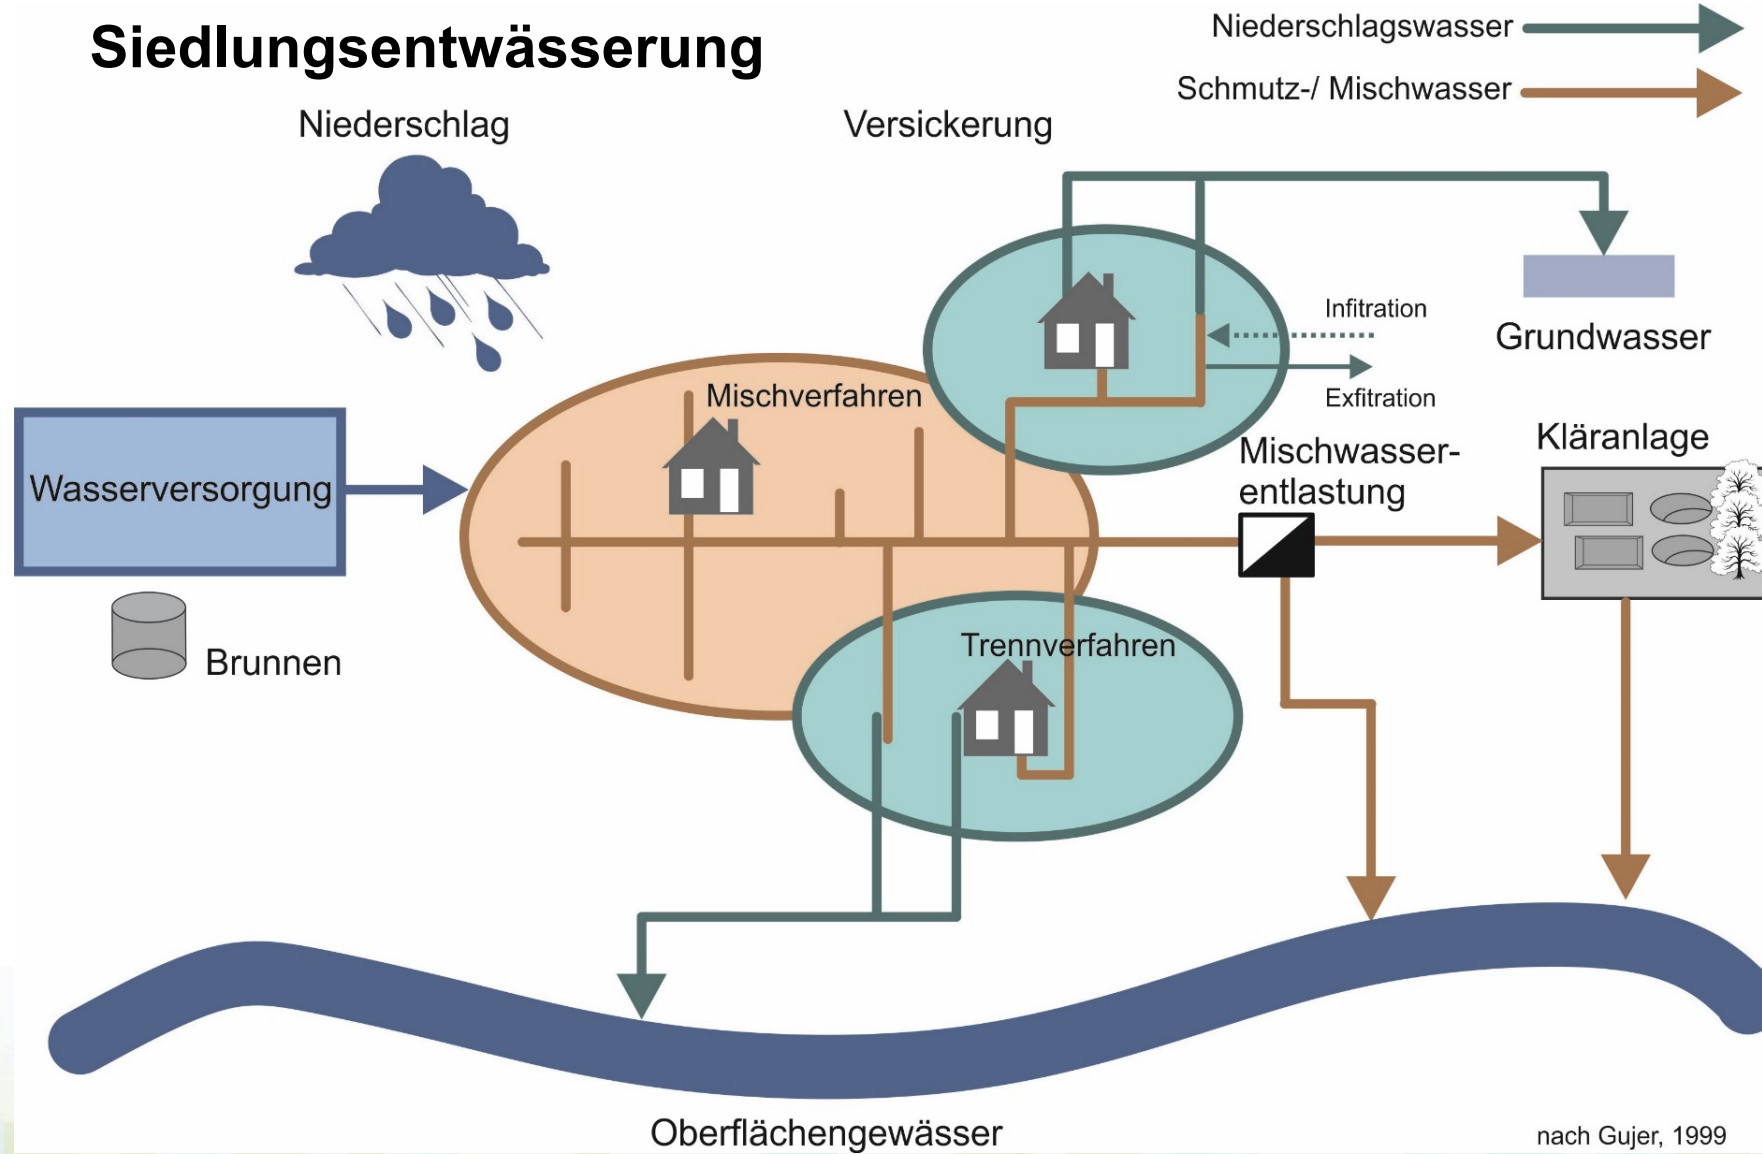 Siedlungsentwässerung
Niederschlagswasser
Schmutz-/ Mischwasser
Niederschlag
Versickerung
Infitration
Grundwasser
Exfitration
Mischverfahren
Kläranlage
Mischwasser-
entlastung
Wasserversorgung
Brunnen
Trennverfahren
Oberflächengewässer
nach Gujer, 1999